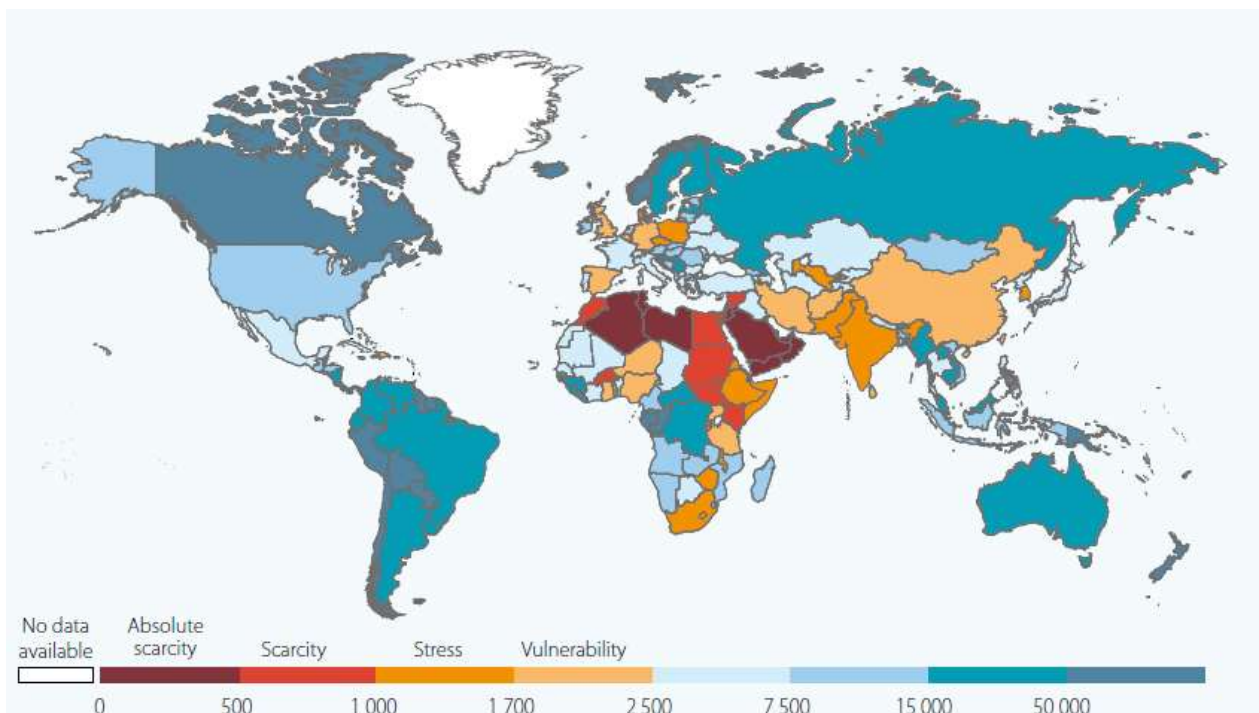 No data
available
Absolute
scarcity
Scarcity
Stress
Vulnerability
0
500
1 000
1 700
2 500
7 500
15 000
50 000